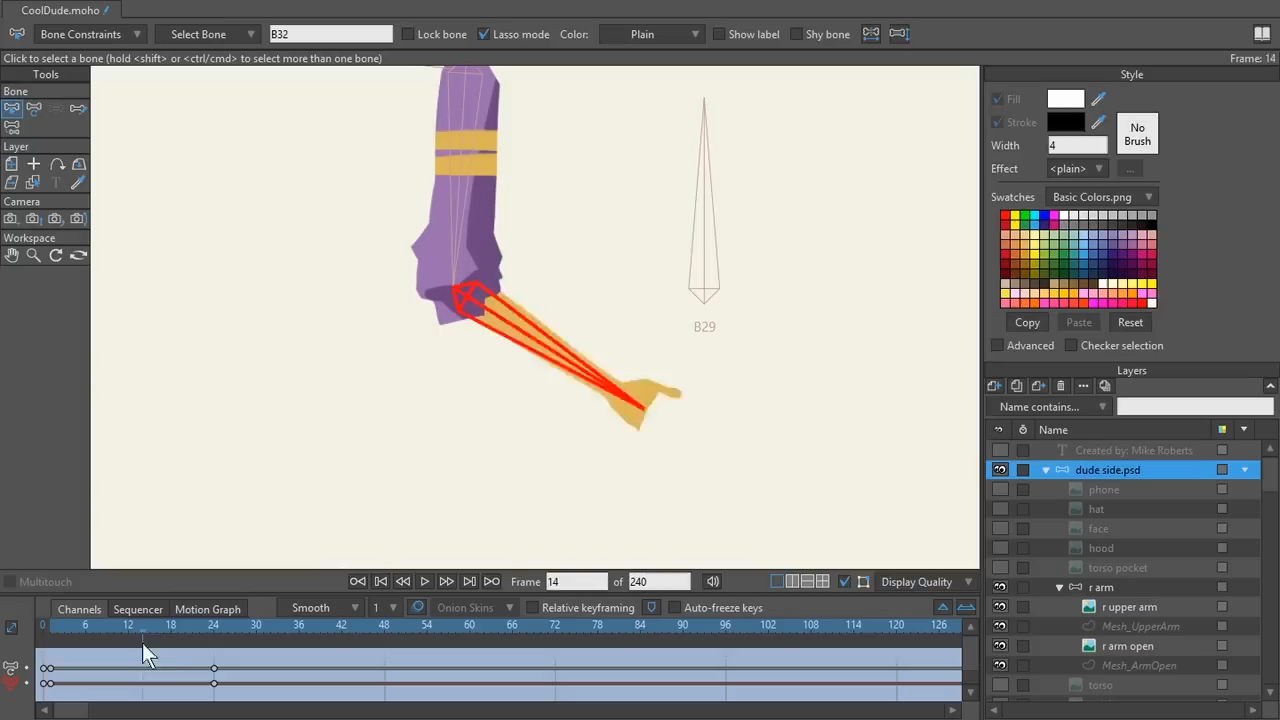 CoolDude.moho
Bone Constraints Select Bone B32 Lock bone Lasso mode Color: Plain Show label Shy bone
Click to select a bone (hold <shift> or <ctrl/cmd> to select more than one bone) Frame: 14
Tools
Bone
Layer
T
Camera
Workspace
B29
Style
Fill
Stroke
No Brush
Width 4
Effect <plain> ...
Swatches Basic Colors.png
Copy Paste Reset
Advanced Checker selection
Layers
Name contains...
Name
T Created by: Mike Roberts
dude side.psd
phone
hat
face
hood
torso pocket
r arm
r upper arm
Mesh_UpperArm
r arm open
Mesh_ArmOpen
torso
Multitouch Frame 14 of 240 Display Quality
Channels Sequencer Motion Graph Smooth 1 Onion Skins Relative keyframing Auto-freeze keys
0 6 12 18 24 30 36 42 48 54 60 66 72 78 84 90 96 102 108 114 120 126